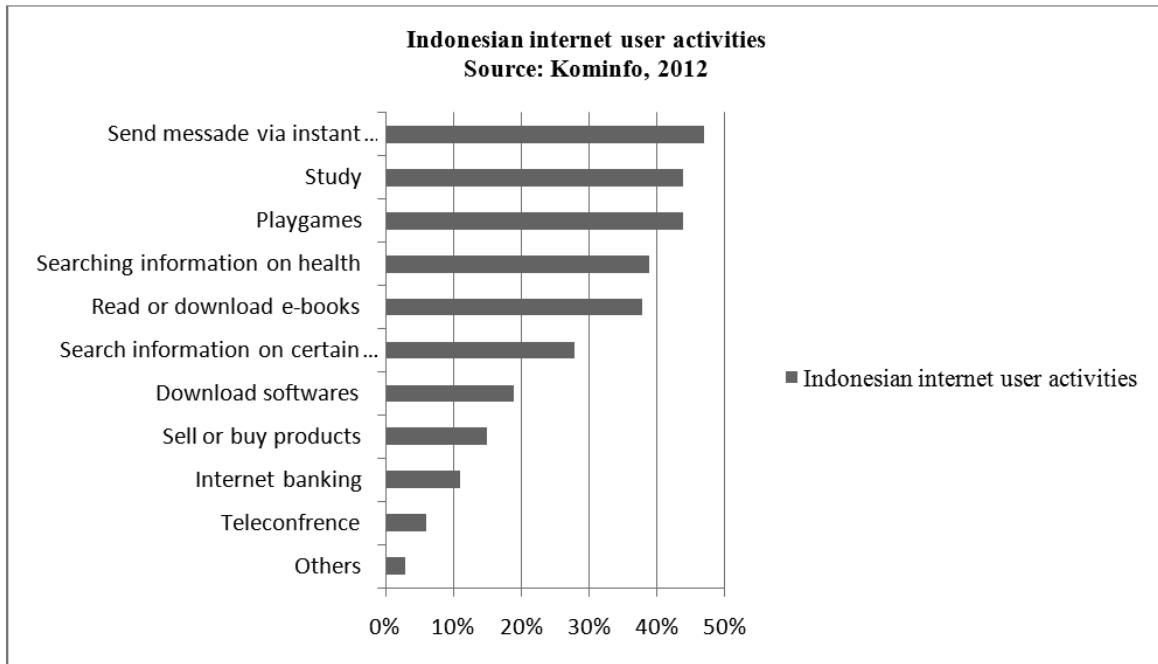 Indonesian internet user activities
Source: Kominfo, 2012
Send messade via instant ...
Study
Playgames
Searching information on health
Read or download e-books
Search information on certain ...
Download softwares
Sell or buy products
Internet banking
Teleconfrence
Others
0% 10% 20% 30% 40% 50%
Indonesian internet user activities